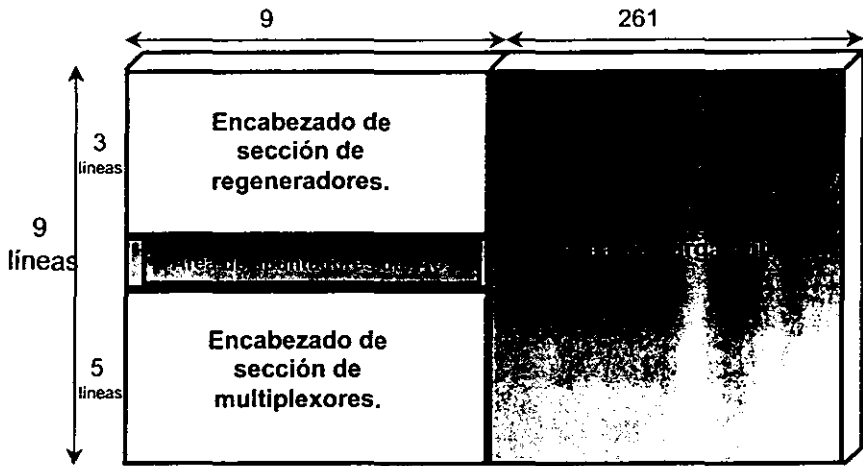 9
261
Encabezado de
sección de
regeneradores.
3
líneas
9
líneas
Encabezado de
sección de
multiplexores.
5
líneas